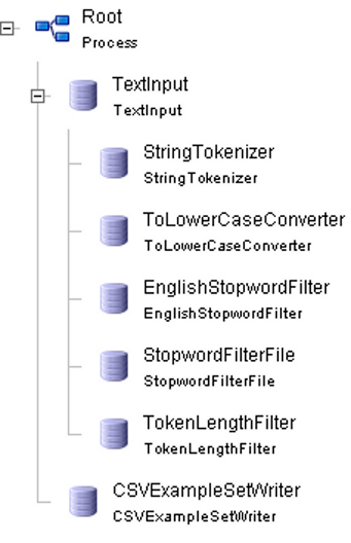 Root
Process
TextInput
TextInput
StringTokenizer
StringTokenizer
ToLowerCaseConverter
ToLowerCaseConverter
EnglishStopwordFilter
EnglishStopwordFilter
StopwordFilterFile
StopwordFilterFile
TokenLengthFilter
TokenLengthFilter
CSVExampleSetWriter
CSVExampleSetWriter